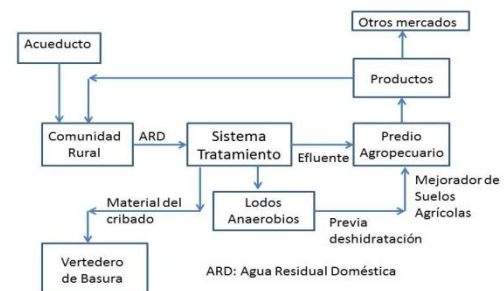 Otros mercados
Acueducto
Productos
Comunidad
Rural
ARD
Sistema
Tratamiento
Efluente
Predio
Agropecuario
Material del
cribado
Lodos
Anaerobios
Previa
deshidratación
Mejorador de
Suelos
Agrícolas
Vertedero
de Basura
ARD: Agua Residual Doméstica